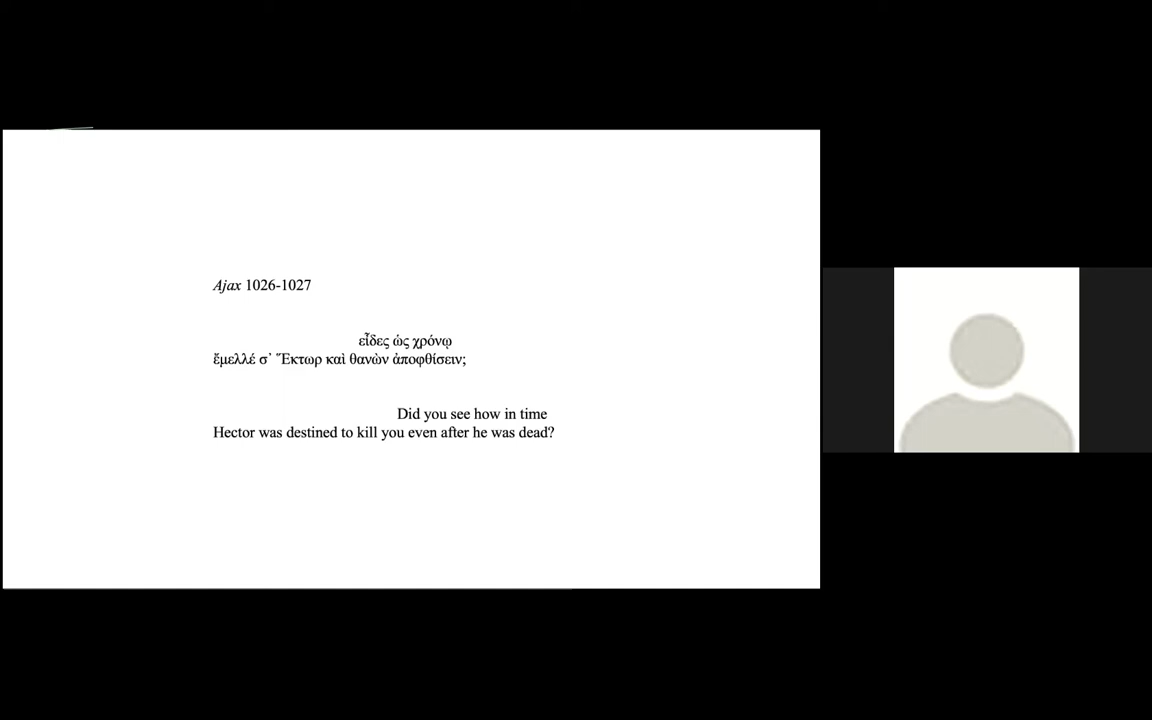 Ajax 1026-1027
εἶδες ὡς χρόνῳ
ἔμελλέ σ᾽ Ἕκτωρ καὶ θανὼν ἀποφθίσειν;
Did you see how in time
Hector was destined to kill you even after he was dead?